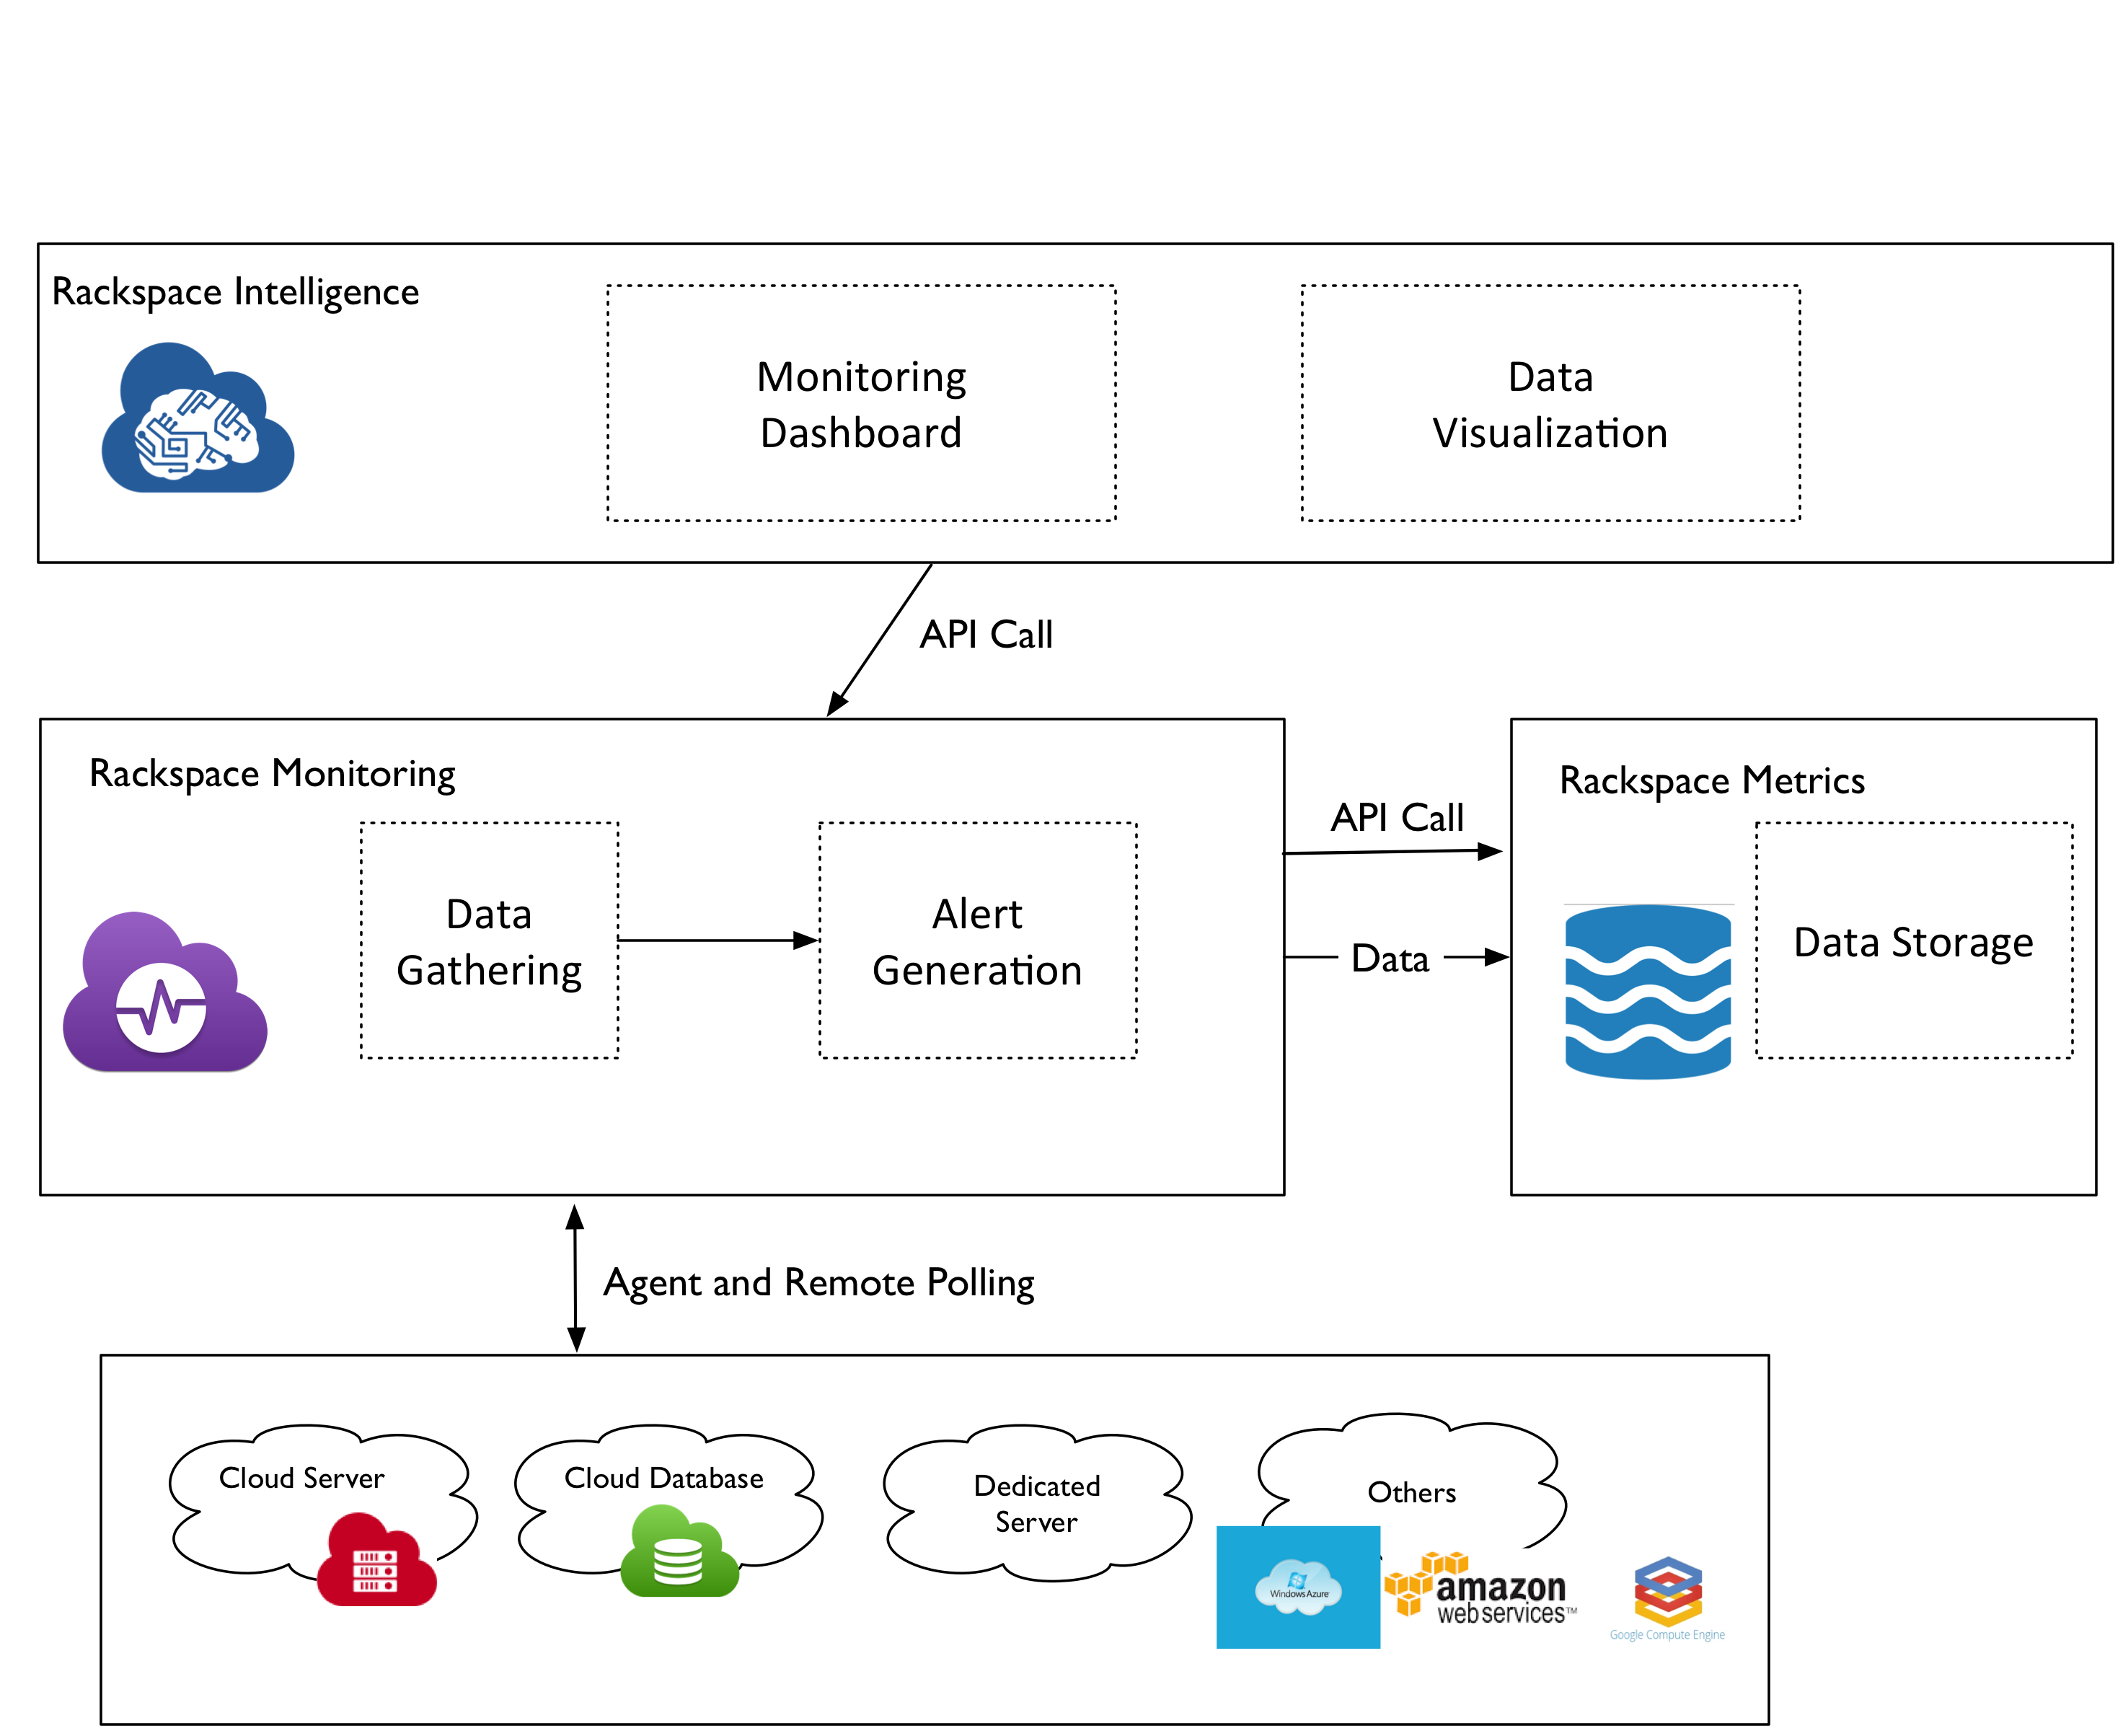 Rackspace Intelligence
Monitoring
Dashboard
Data
Visualization
API Call
Rackspace Monitoring
Data
Gathering
Alert
Generation
API Call
Data
Rackspace Metrics
Data Storage
Agent and Remote Polling
Cloud Server
Cloud Database
Dedicated
Server
Others
Windows Azure
amazon
webservices™
Google Compute Engine